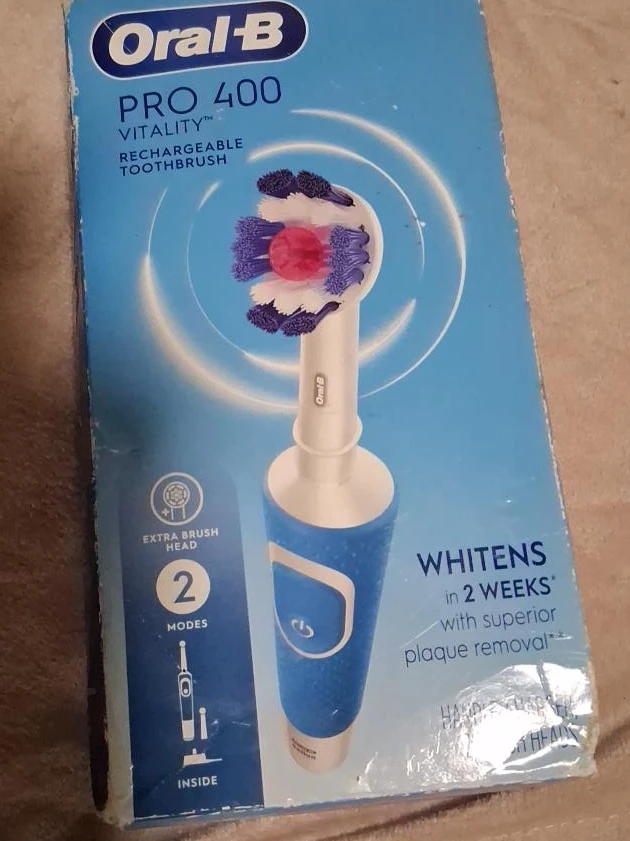 Oral-B
PRO 400
VITALITY™
RECHARGEABLE
TOOTHBRUSH
Oral-B
EXTRA BRUSH
HEAD
2
MODES
INSIDE
WHITENS
in 2 WEEKS*
with superior
plaque removal**